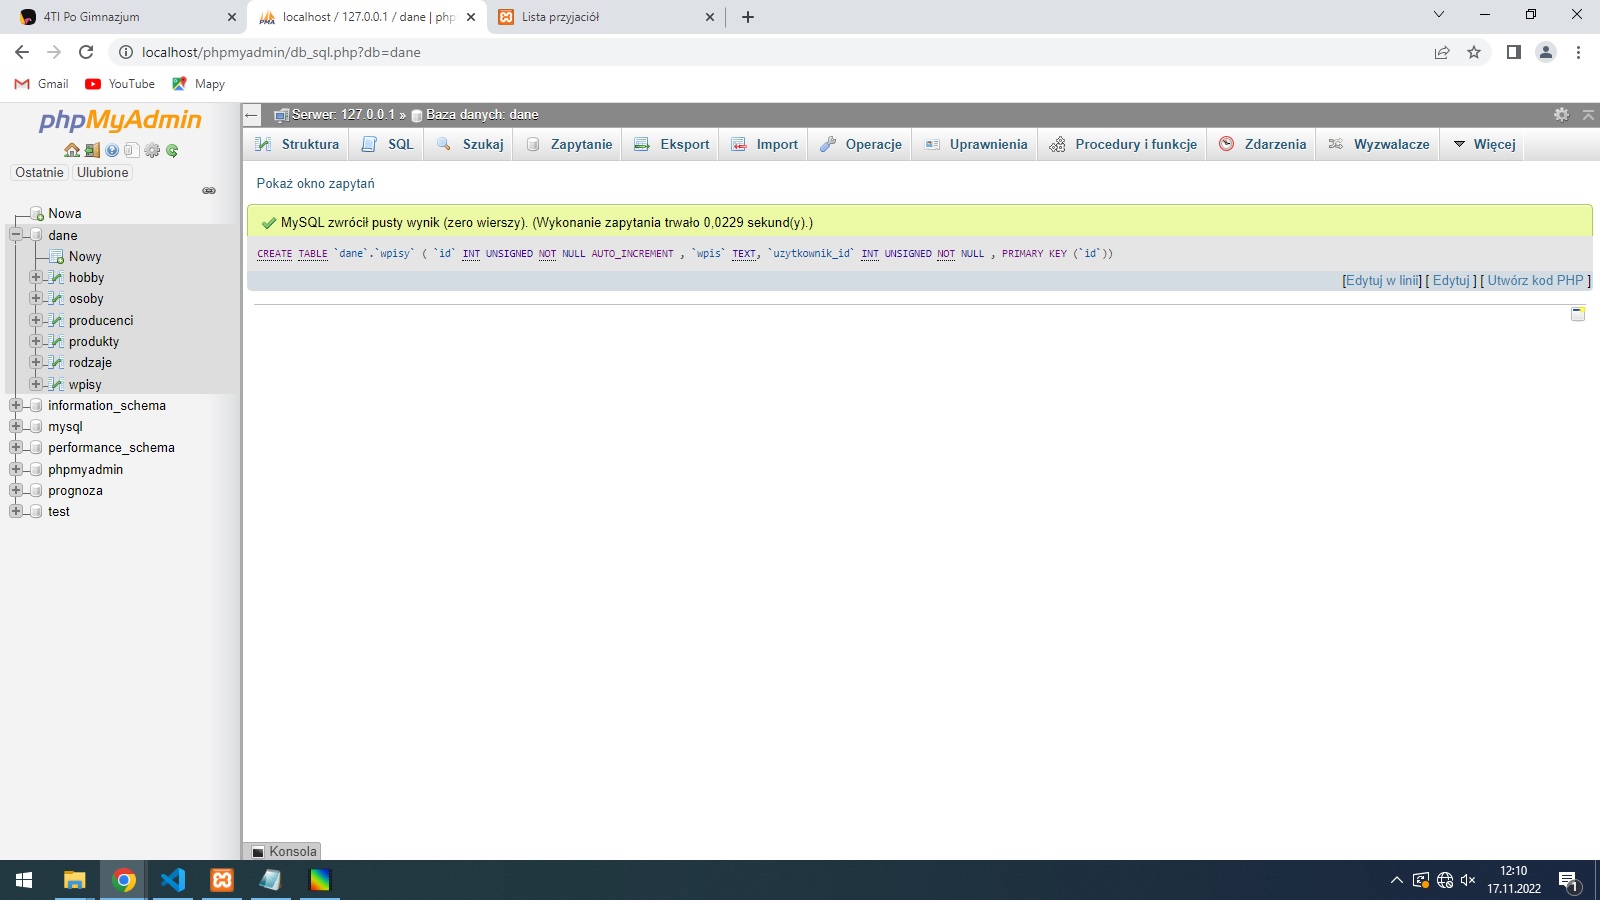 4TI Po Gimnazjum
localhost / 127.0.0.1 / dane | php
Lista przyjaciół
localhost/phpmyadmin/db_sql.php?db=dane
Gmail
YouTube
Mapy
phpMyAdmin
Ostatnie
Ulubione
Nowa
dane
Nowy
hobby
osoby
producenci
produkty
rodzaje
wpisy
information_schema
mysql
performance_schema
phpmyadmin
prognoza
test
Serwer: 127.0.0.1 » Baza danych: dane
Struktura
SQL
Szukaj
Zapytanie
Eksport
Import
Operacje
Uprawnienia
Procedury i funkcje
Zdarzenia
Wyzwalacze
Więcej
Pokaż okno zapytań
MySQL zwrócił pusty wynik (zero wierszy). (Wykonanie zapytania trwało 0,0229 sekund(y).)
CREATE TABLE `dane`.`wpisy` ( `id` INT UNSIGNED NOT NULL AUTO_INCREMENT , `wpis` TEXT, `uzytkownik_id` INT UNSIGNED NOT NULL , PRIMARY KEY (`id`))
[Edytuj w linii] [ Edytuj ] [ Utwórz kod PHP ]
Konsola
12:10
17.11.2022
1